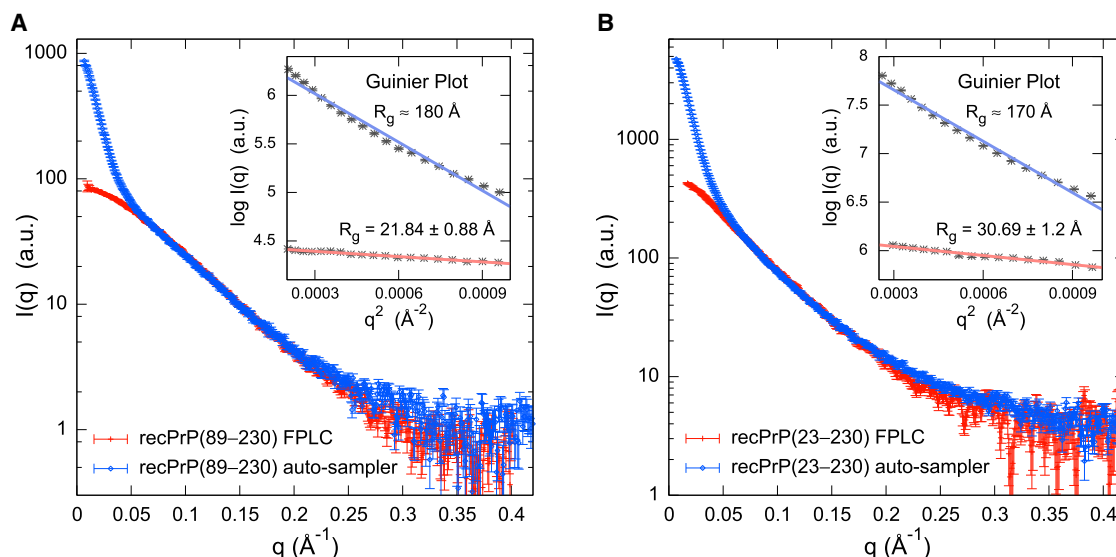 A
1000
100
10
1
I(q) (a.u.)
0 0.05 0.1 0.15 0.2 0.25 0.3 0.35 0.4
q (Å⁻¹)
recPrP(89–230) FPLC
recPrP(89–230) auto-sampler
Guinier Plot
R_g ≈ 180 Å
R_g = 21.84 ± 0.88 Å
log I(q) (a.u.)
6
5.5
5
4.5
0.0003 0.0006 0.0009
q² (Å⁻²)
B
1000
100
10
1
I(q) (a.u.)
0 0.05 0.1 0.15 0.2 0.25 0.3 0.35 0.4
q (Å⁻¹)
recPrP(23–230) FPLC
recPrP(23–230) auto-sampler
Guinier Plot
R_g ≈ 170 Å
R_g = 30.69 ± 1.2 Å
log I(q) (a.u.)
8
7.5
7
6.5
6
0.0003 0.0006 0.0009
q² (Å⁻²)